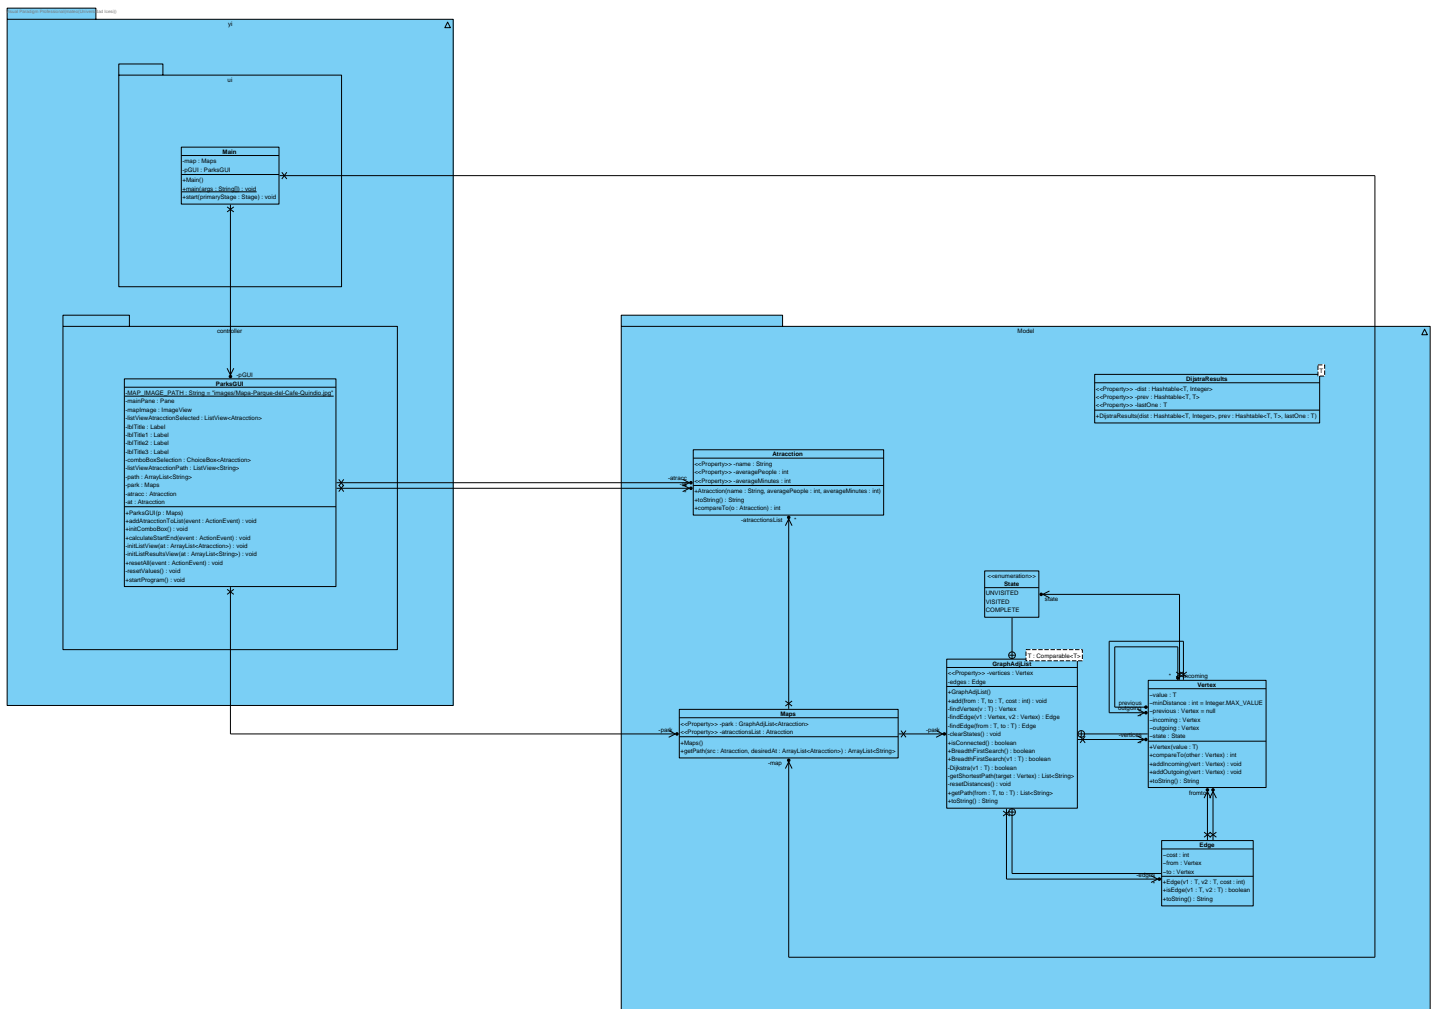 yi
ui
Main
-map : Maps
-pGUI : ParksGUI
+Main()
+main(args : String[]) : void
+start(primaryStage : Stage) : void
controller
-pGUI
ParksGUI
-MAP_IMAGE_PATH : String = "images/Mapa-Parque-del-Cafe-Quindio.jpg"
-mainPane : Pane
-mapImage : ImageView
-listViewAtracctionSelected : ListView<Atracction>
-lblTitle : Label
-lblTitle1 : Label
-lblTitle2 : Label
-lblTitle3 : Label
-comboBoxSelection : ChoiceBox<Atracction>
-listViewAtracctionPath : ListView<String>
-path : ArrayList<String>
-park : Maps
-atracc : Atracction
-at : Atracction
+ParksGUI(p : Maps)
+addAtracctionToList(event : ActionEvent) : void
+initComboBox() : void
+calculateStartEnd(event : ActionEvent) : void
-initListView(at : ArrayList<Atracction>) : void
-initListResultsView(at : ArrayList<String>) : void
+resetAll(event : ActionEvent) : void
-resetValues() : void
+startProgram() : void
Model
DijstraResults
<<Property>> -dist : Hashtable<T, Integer>
<<Property>> -prev : Hashtable<T, T>
<<Property> -lastOne : T
+DijstraResults(dist : Hashtable<T, Integer>, prev : Hashtable<T, T>, lastOne : T)
T
-atracc
Atracction
<<Property>> -name : String
<<Property>> -averagePeople : int
<<Property>> -averageMinutes : int
+Atracction(name : String, averagePeople : int, averageMinutes : int)
+toString() : String
+compareTo(o : Atracction) : int
-atracctionsList
*
<<enumeration>>
State
UNVISITED
VISITED
COMPLETE
~state
T : Comparable<T>
GraphAdjList
<<Property>> -vertices : Vertex
-edges : Edge
+GraphAdjList()
+add(from : T, to : T, cost : int) : void
-findVertex(v : T) : Vertex
-findEdge(v1 : Vertex, v2 : Vertex) : Edge
-findEdge(from : T, to : T) : Edge
-clearStates() : void
+isConnected() : boolean
+BreadthFirstSearch() : boolean
+BreadthFirstSearch(v1 : T) : boolean
-Dijkstra(v1 : T) : boolean
-getShortestPath(target : Vertex) : List<String>
-resetDistances() : void
+getPath(from : T, to : T) : List<String>
+toString() : String
*
~incoming
~previous
~outgoing
-vertices
Vertex
~value : T
~minDistance : int = Integer.MAX_VALUE
~previous : Vertex = null
~incoming : Vertex
~outgoing : Vertex
~state : State
+Vertex(value : T)
+compareTo(other : Vertex) : int
+addIncoming(vert : Vertex) : void
+addOutgoing(vert : Vertex) : void
+toString() : String
-park
Maps
<<Property>> -park : GraphAdjList<Atracction>
<<Property>> -atracctionsList : Atracction
+Maps()
+getPath(src : Atracction, desiredAt : ArrayList<Atracction>) : ArrayList<String>
-park
-map
~from
~to
Edge
~cost : int
~from : Vertex
~to : Vertex
+Edge(v1 : T, v2 : T, cost : int)
+isEdge(v1 : T, v2 : T) : boolean
+toString() : String
-edges